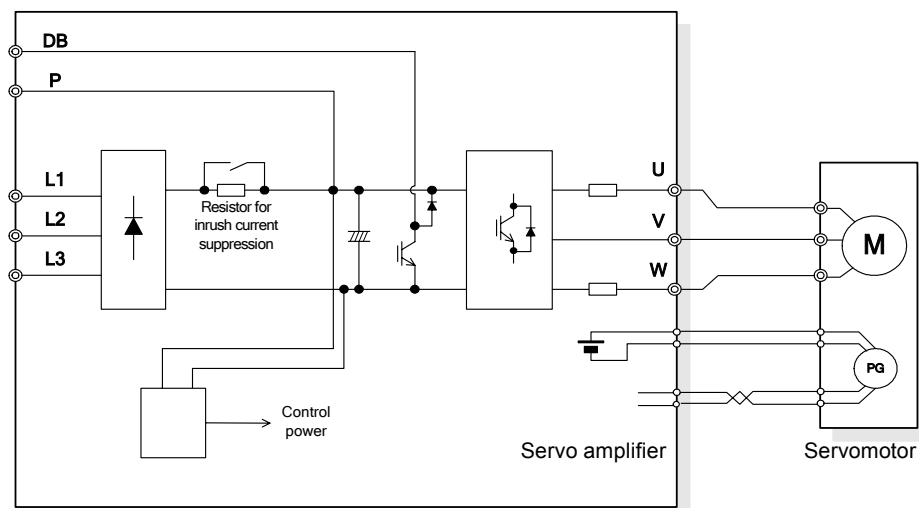 DB
P
L1
L2
L3
Resistor for
inrush current
suppression
U
V
W
M
PG
Control
power
Servo amplifier
Servomotor